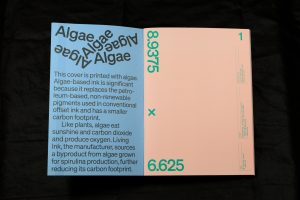 Algae
Algae
Algae
Algae
Algae
This cover is printed with algae.
Algae-based ink is significant
because it replaces the petro-
leum-based, non-renewable
pigments used in conventional
offset ink and has a smaller
carbon footprint.
Like plants, algae eat
sunshine and carbon dioxide
and produce oxygen. Living
Ink, the manufacturer, sources
a byproduct from algae grown
for spirulina production, further
reducing its carbon footprint.
8.9375
×
6.625
1